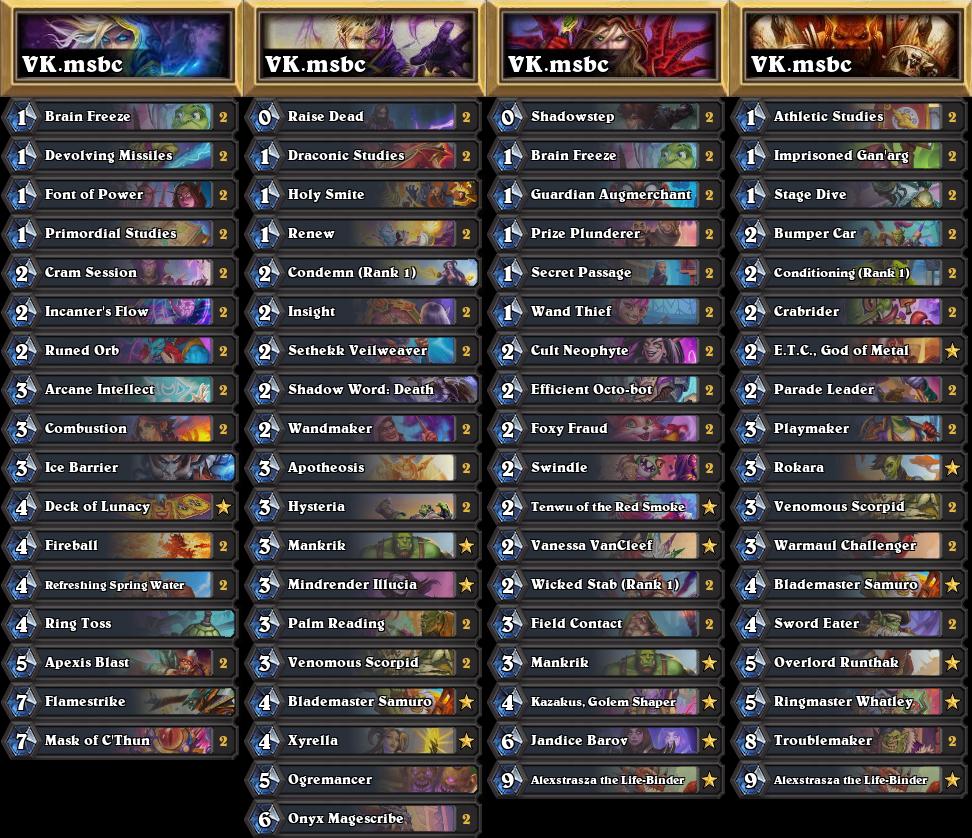 VK.msbc
1 Brain Freeze 2
1 Devolving Missiles 2
1 Font of Power 2
1 Primordial Studies 2
2 Cram Session 2
2 Incanter's Flow 2
2 Runed Orb 2
3 Arcane Intellect 2
3 Combustion 2
3 Ice Barrier
4 Deck of Lunacy
4 Fireball 2
4 Refreshing Spring Water 2
4 Ring Toss
5 Apexis Blast 2
7 Flamestrike
7 Mask of C'Thun 2
VK.msbc
0 Raise Dead 2
1 Draconic Studies 2
1 Holy Smite 2
1 Renew 2
2 Condemn (Rank 1)
2 Insight 2
2 Sethekk Veilweaver 2
2 Shadow Word: Death
2 Wandmaker 2
3 Apotheosis 2
3 Hysteria 2
3 Mankrik
3 Mindrender Illucia
3 Palm Reading 2
3 Venomous Scorpid 2
4 Blademaster Samuro
4 Xyrella
5 Ogremancer
6 Onyx Magescribe 2
VK.msbc
0 Shadowstep 2
1 Brain Freeze 2
1 Guardian Augmerchant 2
1 Prize Plunderer 2
1 Secret Passage 2
1 Wand Thief 2
2 Cult Neophyte 2
2 Efficient Octo-bot 2
2 Foxy Fraud 2
2 Swindle 2
2 Tenwu of the Red Smoke
2 Vanessa VanCleef
2 Wicked Stab (Rank 1) 2
3 Field Contact 2
3 Mankrik
4 Kazakus, Golem Shaper
6 Jandice Barov
9 Alexstrasza the Life-Binder
VK.msbc
1 Athletic Studies 2
1 Imprisoned Gan'arg 2
1 Stage Dive 2
2 Bumper Car 2
2 Conditioning (Rank 1) 2
2 Crabrider 2
2 E.T.C., God of Metal
2 Parade Leader 2
3 Playmaker 2
3 Rokara
3 Venomous Scorpid 2
3 Warmaul Challenger 2
4 Blademaster Samuro
4 Sword Eater 2
5 Overlord Runthak
5 Ringmaster Whatley
8 Troublemaker 2
9 Alexstrasza the Life-Binder